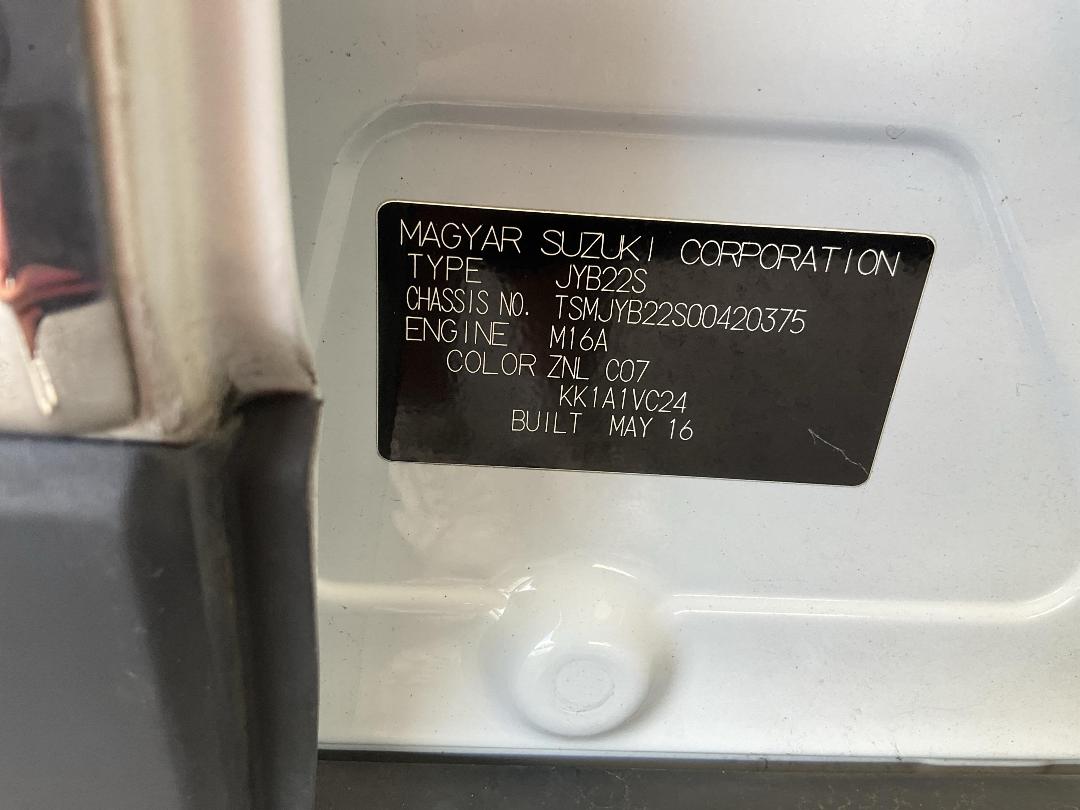 MAGYAR SUZUKI CORPORATION
TYPE JYB22S
CHASSIS NO. TSMJYB22S00420375
ENGINE M16A
COLOR ZNL C07
KK1A1VC24
BUILT MAY 16